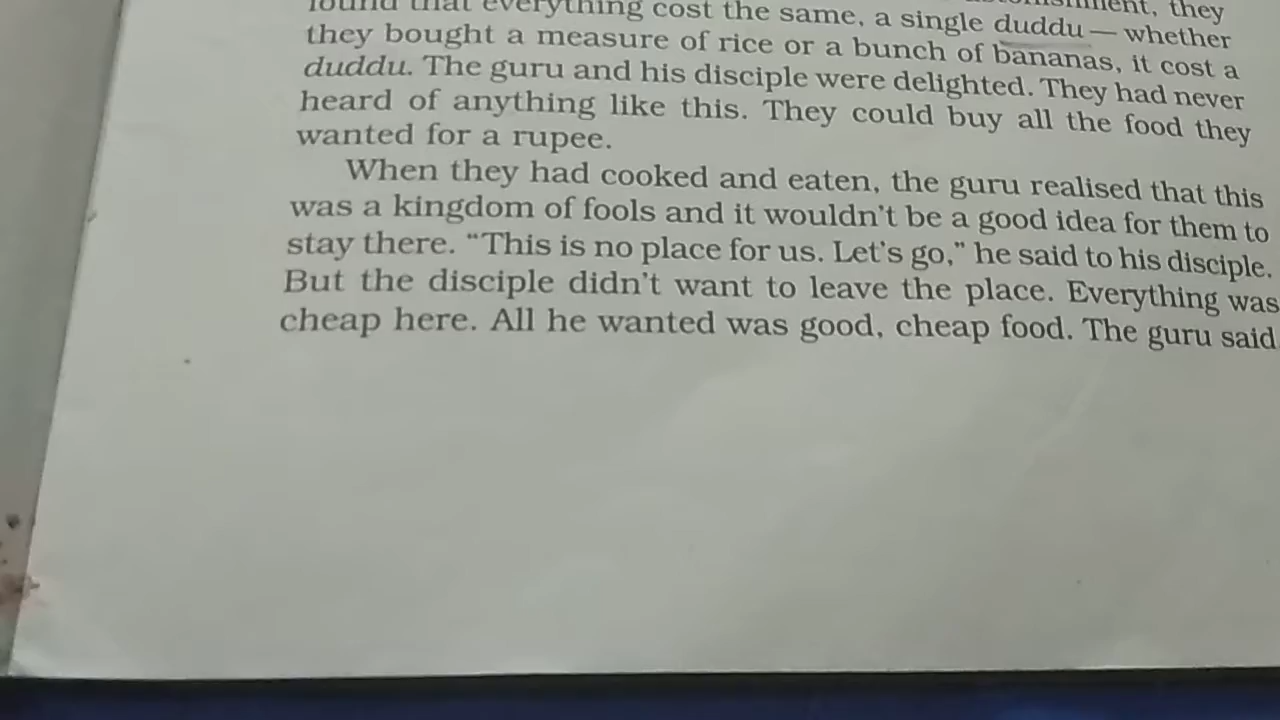 found that everything cost the same, a single duddu — whether
they bought a measure of rice or a bunch of bananas, it cost a
duddu. The guru and his disciple were delighted. They had never
heard of anything like this. They could buy all the food they
wanted for a rupee.
When they had cooked and eaten, the guru realised that this
was a kingdom of fools and it wouldn't be a good idea for them to
stay there. “This is no place for us. Let's go,” he said to his disciple.
But the disciple didn't want to leave the place. Everything was
cheap here. All he wanted was good, cheap food. The guru said